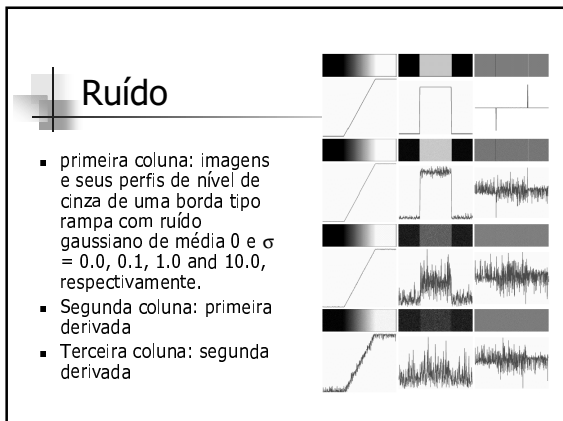 Ruído
primeira coluna: imagens
e seus perfis de nível de
cinza de uma borda tipo
rampa com ruído
gaussiano de média 0 e σ
= 0.0, 0.1, 1.0 and 10.0,
respectivamente.
Segunda coluna: primeira
derivada
Terceira coluna: segunda
derivada